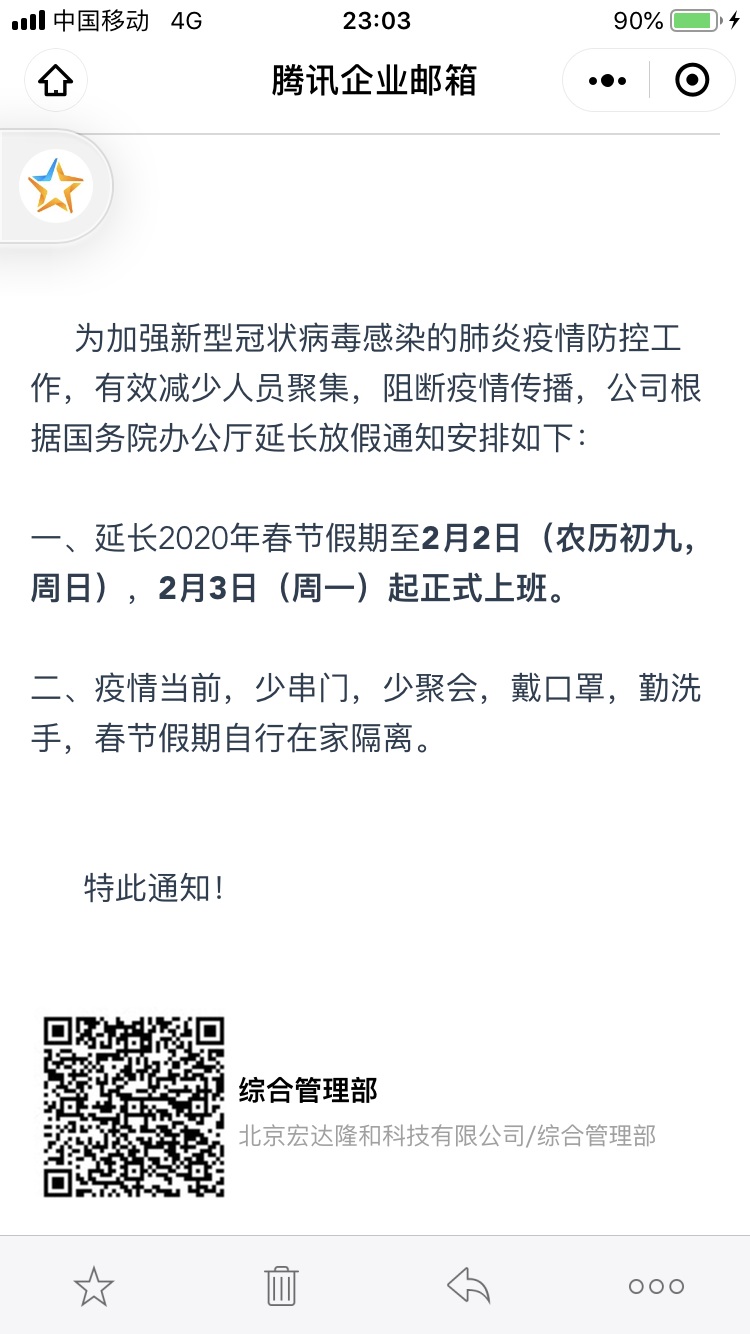 中国移动 4G 23:03 90%
腾讯企业邮箱
为加强新型冠状病毒感染的肺炎疫情防控工
作，有效减少人员聚集，阻断疫情传播，公司根
据国务院办公厅延长放假通知安排如下：
一、延长2020年春节假期至2月2日（农历初九，
周日），2月3日（周一）起正式上班。
二、疫情当前，少串门，少聚会，戴口罩，勤洗
手，春节假期自行在家隔离。
特此通知！
综合管理部
北京宏达隆和科技有限公司/综合管理部